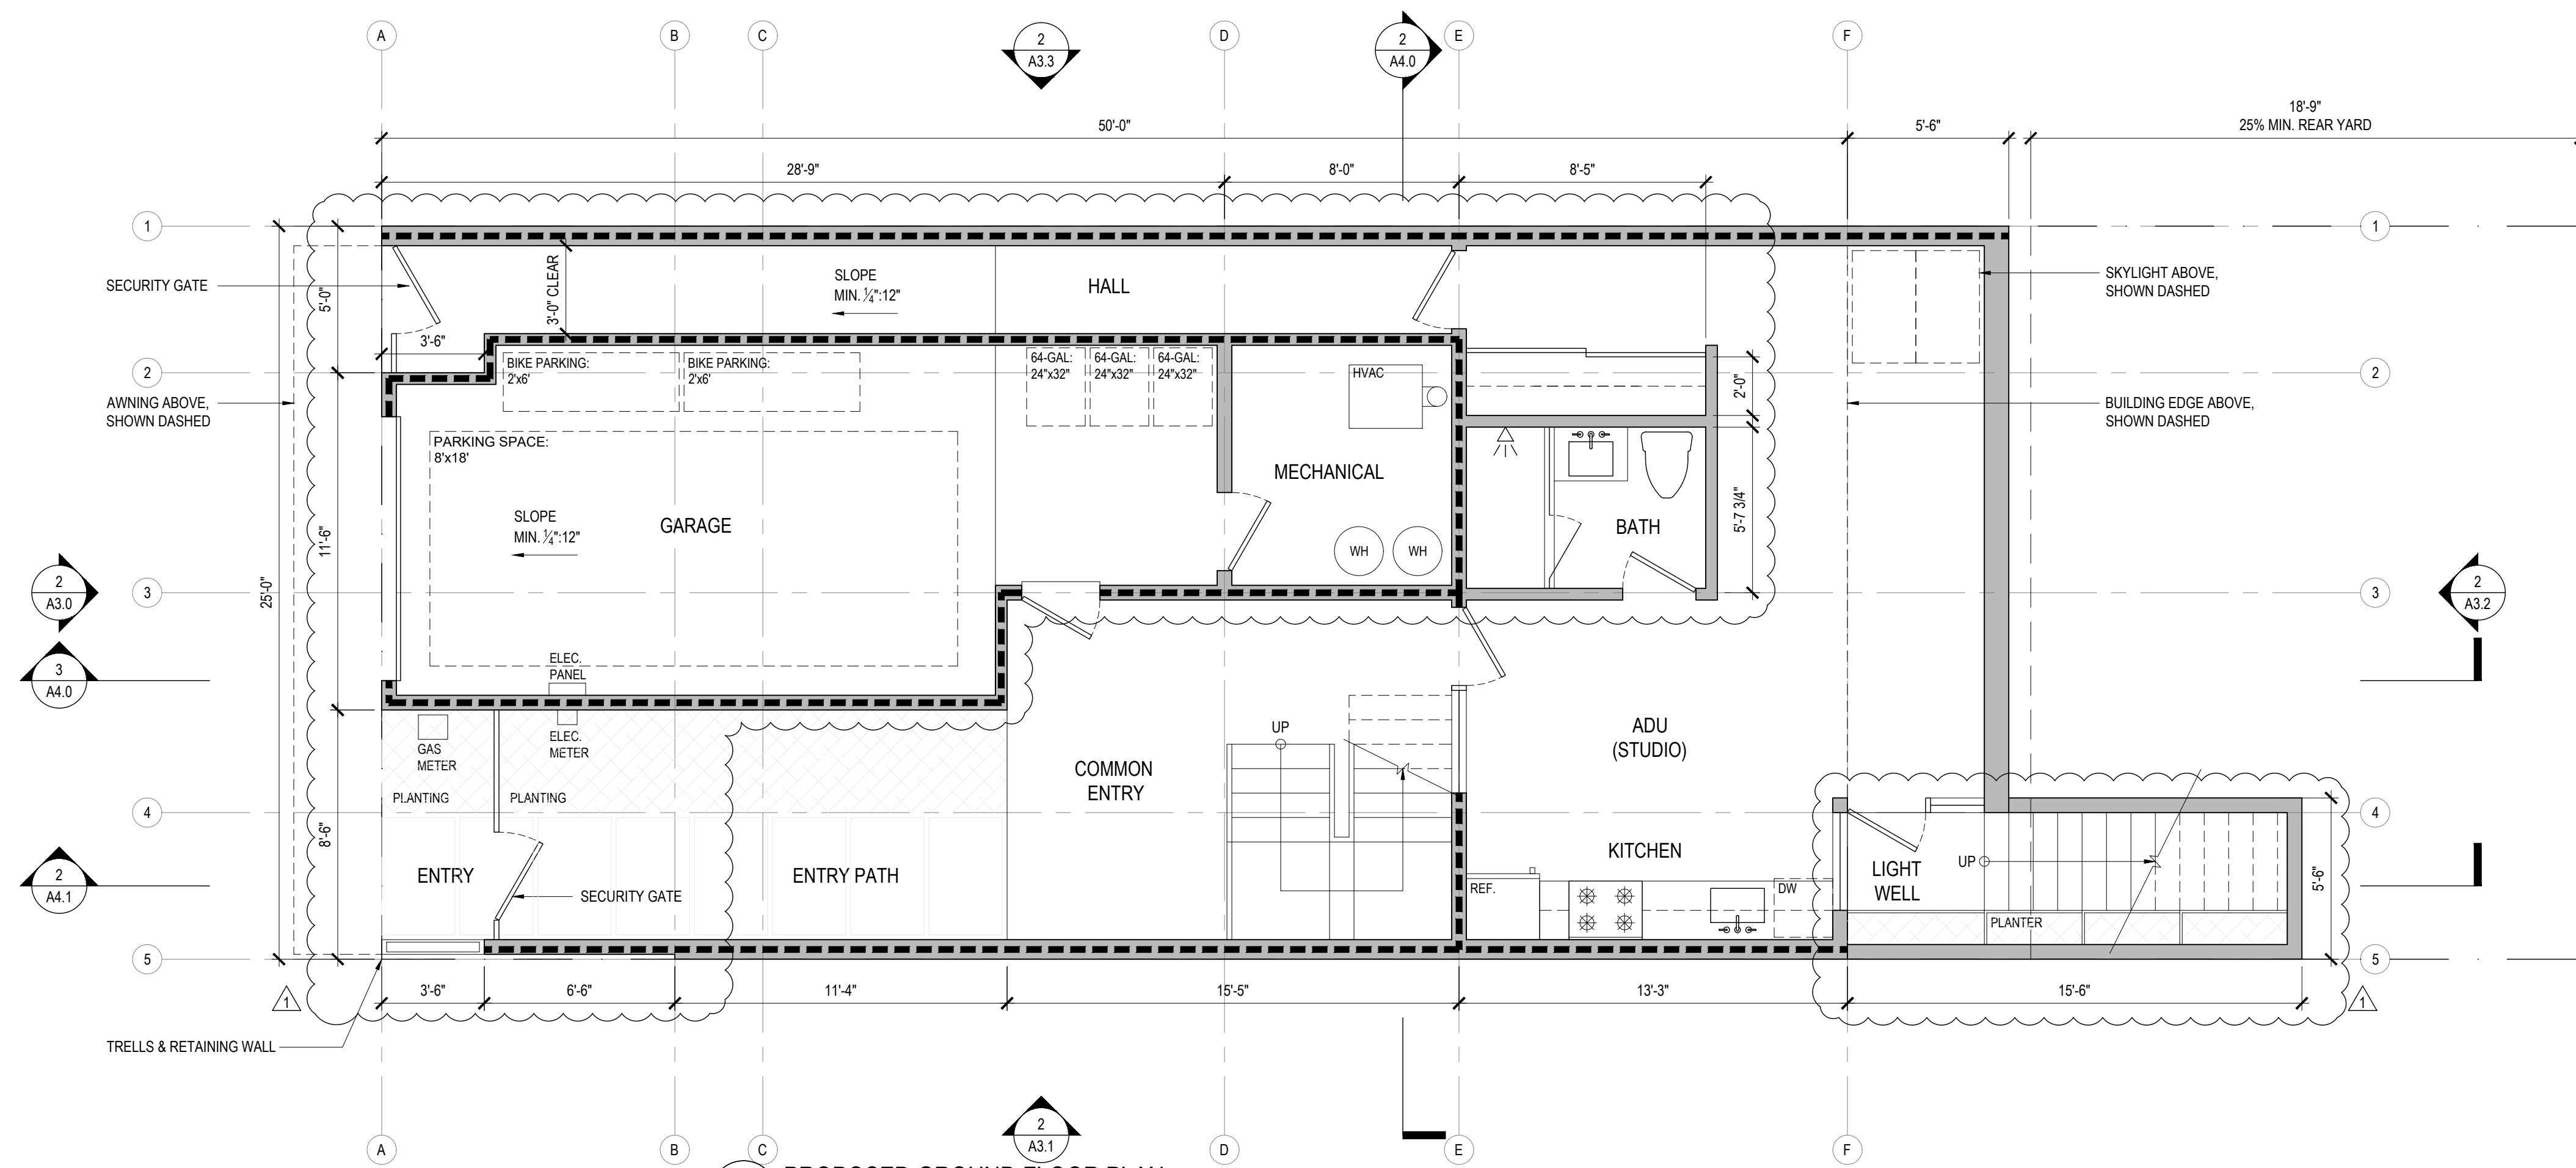 A
B
C
2
A3.3
D
2
A4.0
E
F
50'-0"
5'-6"
18'-9"
25% MIN. REAR YARD
28'-9"
8'-0"
8'-5"
1
1
SECURITY GATE
5'-0"
3'-0" CLEAR
SLOPE
MIN. ¼":12"
HALL
SKYLIGHT ABOVE,
SHOWN DASHED
3'-6"
2
BIKE PARKING:
2'x6'
BIKE PARKING:
2'x6'
64-GAL:
24"x32"
64-GAL:
24"x32"
64-GAL:
24"x32"
HVAC
2'-0"
2
AWNING ABOVE,
SHOWN DASHED
BUILDING EDGE ABOVE,
SHOWN DASHED
PARKING SPACE:
8'x18'
MECHANICAL
5'-7 3/4"
SLOPE
MIN. ¼":12"
GARAGE
BATH
11'-6"
25'-0"
WH
WH
2
A3.0
3
3
2
A3.2
3
A4.0
ELEC.
PANEL
GAS
METER
ELEC.
METER
UP
ADU
(STUDIO)
COMMON
ENTRY
PLANTING
PLANTING
4
4
8'-6"
2
A4.1
ENTRY
SECURITY GATE
ENTRY PATH
KITCHEN
REF.
DW
LIGHT
WELL
UP
PLANTER
5'-6"
5
5
1
3'-6"
6'-6"
11'-4"
15'-5"
13'-3"
15'-6"
1
TRELLS & RETAINING WALL
A
B
C
2
A3.1
D
E
F
PROPOSED GROUND FLOOR PLAN